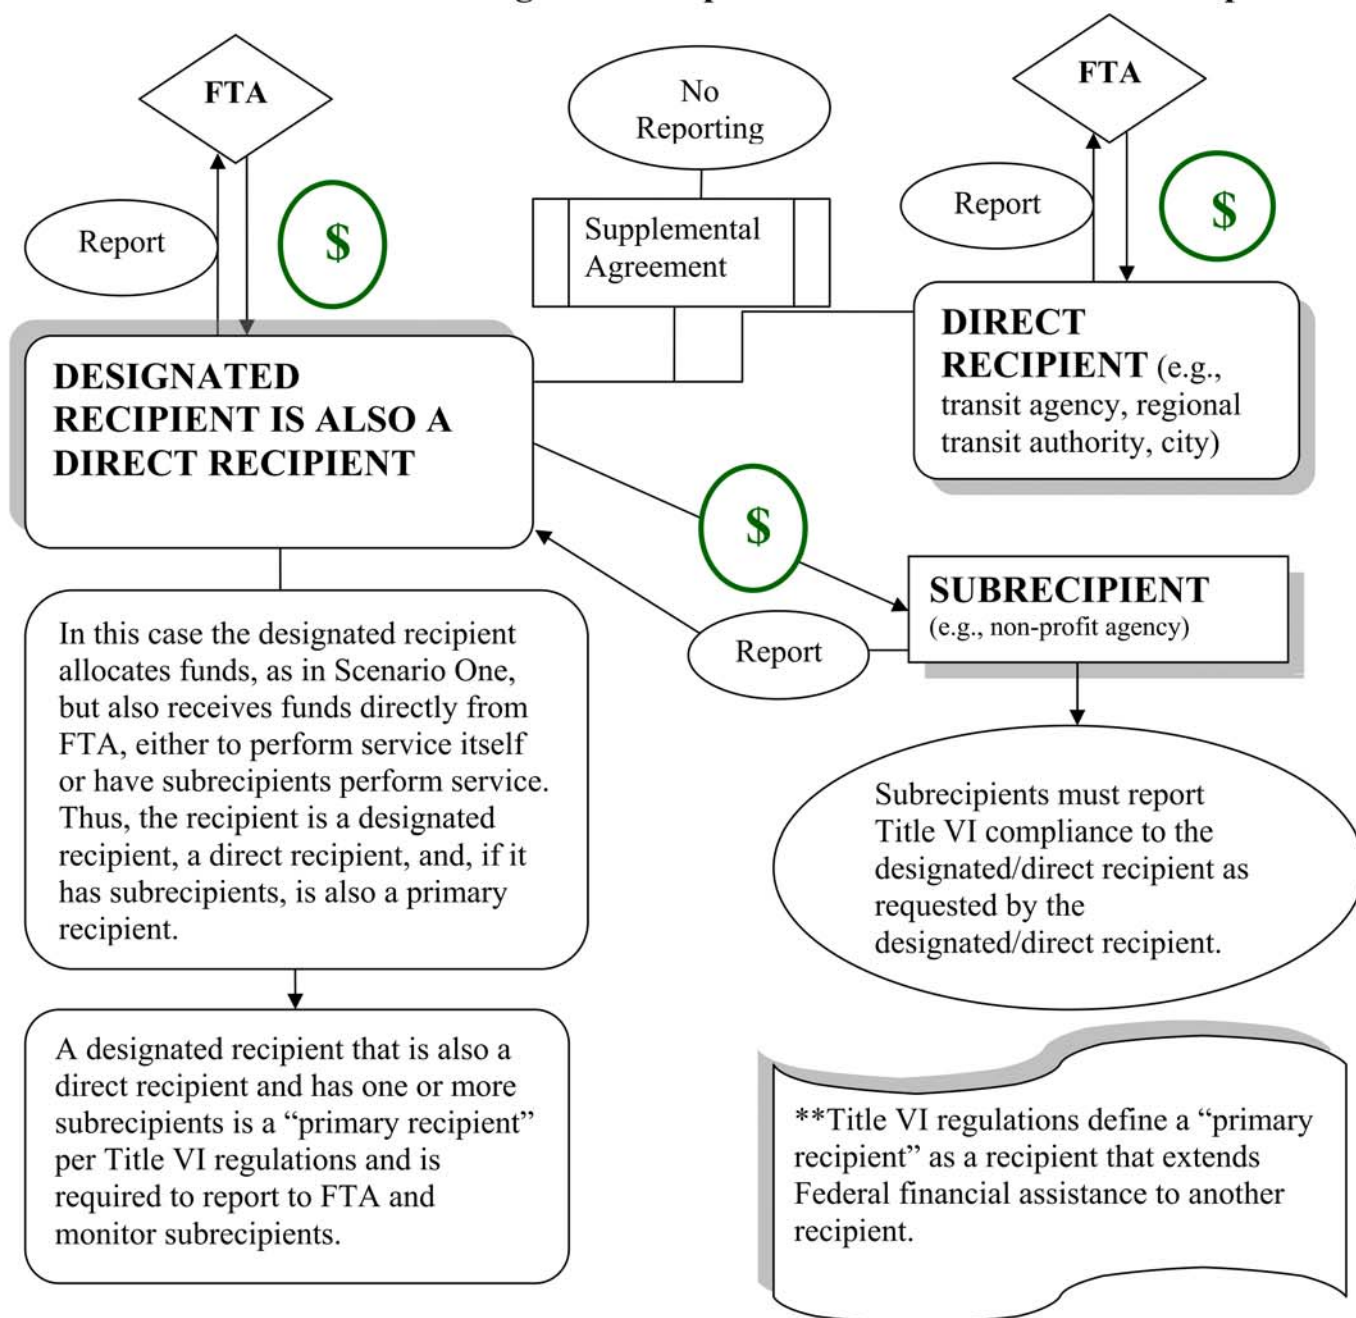 FTA
No
Reporting
FTA
Report
$
Supplemental
Agreement
Report
$
DESIGNATED
RECIPIENT IS ALSO A
DIRECT RECIPIENT
DIRECT
RECIPIENT (e.g.,
transit agency, regional
transit authority, city)
$
SUBRECIPIENT
(e.g., non-profit agency)
Report
In this case the designated recipient
allocates funds, as in Scenario One,
but also receives funds directly from
FTA, either to perform service itself
or have subrecipients perform service.
Thus, the recipient is a designated
recipient, a direct recipient, and, if it
has subrecipients, is also a primary
recipient.
Subrecipients must report
Title VI compliance to the
designated/direct recipient as
requested by the
designated/direct recipient.
A designated recipient that is also a
direct recipient and has one or more
subrecipients is a “primary recipient”
per Title VI regulations and is
required to report to FTA and
monitor subrecipients.
**Title VI regulations define a “primary
recipient” as a recipient that extends
Federal financial assistance to another
recipient.